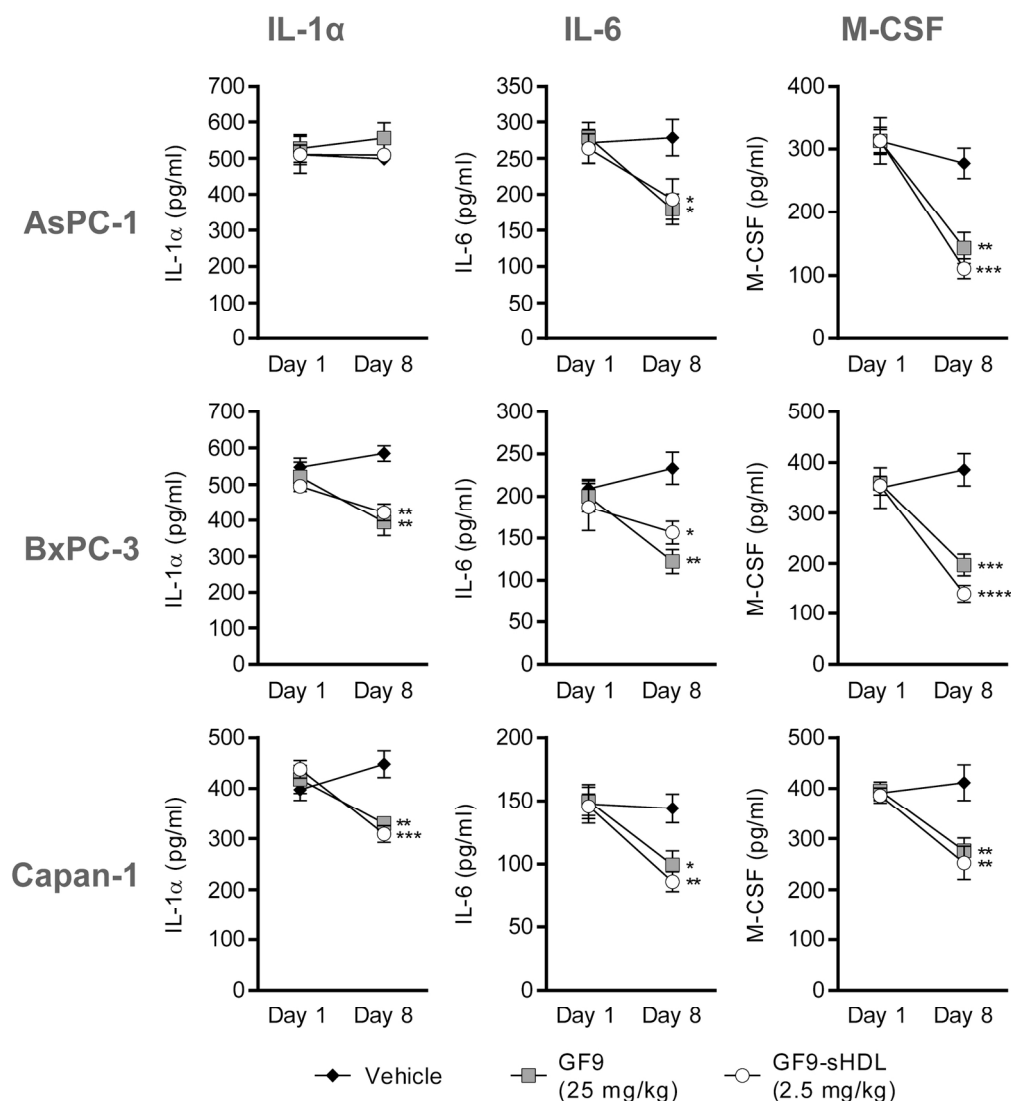 IL-1α IL-6 M-CSF
AsPC-1
IL-1α (pg/ml)
700
600
500
400
300
200
100
0
Day 1 Day 8
IL-6 (pg/ml)
350
300
250
200
150
100
50
0
*
*
Day 1 Day 8
M-CSF (pg/ml)
400
300
200
100
0
**
***
Day 1 Day 8
BxPC-3
IL-1α (pg/ml)
700
600
500
400
300
200
100
0
**
**
Day 1 Day 8
IL-6 (pg/ml)
300
250
200
150
100
50
0
*
**
Day 1 Day 8
M-CSF (pg/ml)
500
400
300
200
100
0
***
****
Day 1 Day 8
Capan-1
IL-1α (pg/ml)
500
400
300
200
100
0
**
***
Day 1 Day 8
IL-6 (pg/ml)
200
150
100
50
0
*
**
Day 1 Day 8
M-CSF (pg/ml)
500
400
300
200
100
0
**
**
Day 1 Day 8
Vehicle
GF9
(25 mg/kg)
GF9-sHDL
(2.5 mg/kg)